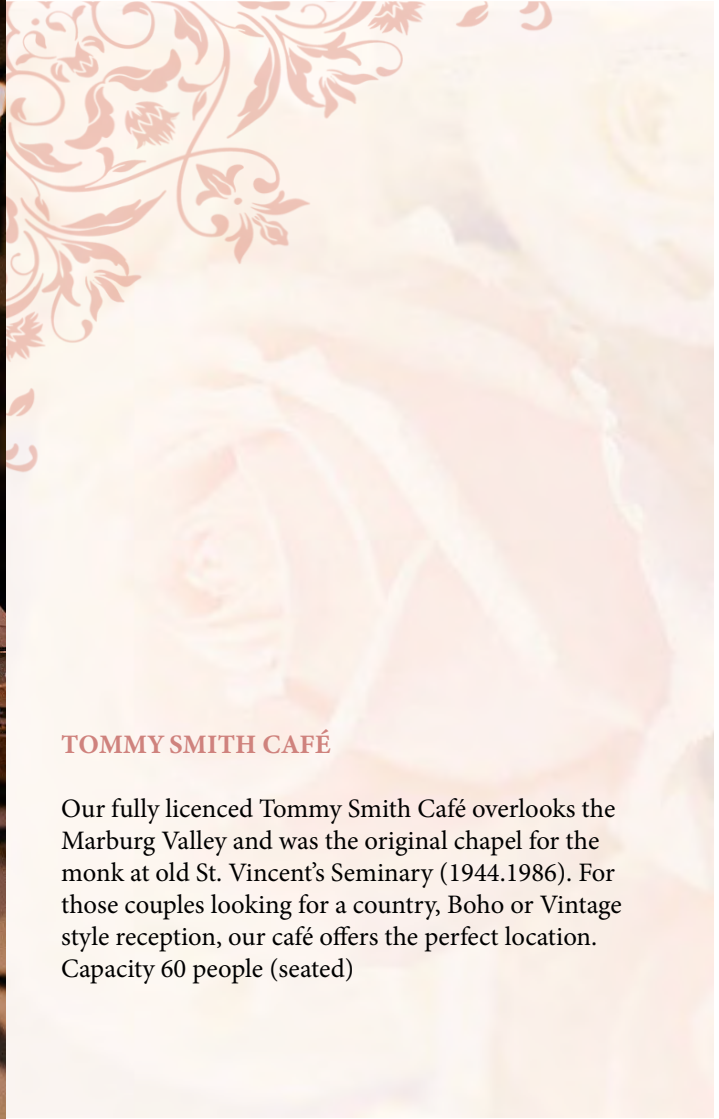 TOMMY SMITH CAFÉ
Our fully licenced Tommy Smith Café overlooks the
Marburg Valley and was the original chapel for the
monk at old St. Vincent’s Seminary (1944.1986). For
those couples looking for a country, Boho or Vintage
style reception, our café offers the perfect location.
Capacity 60 people (seated)